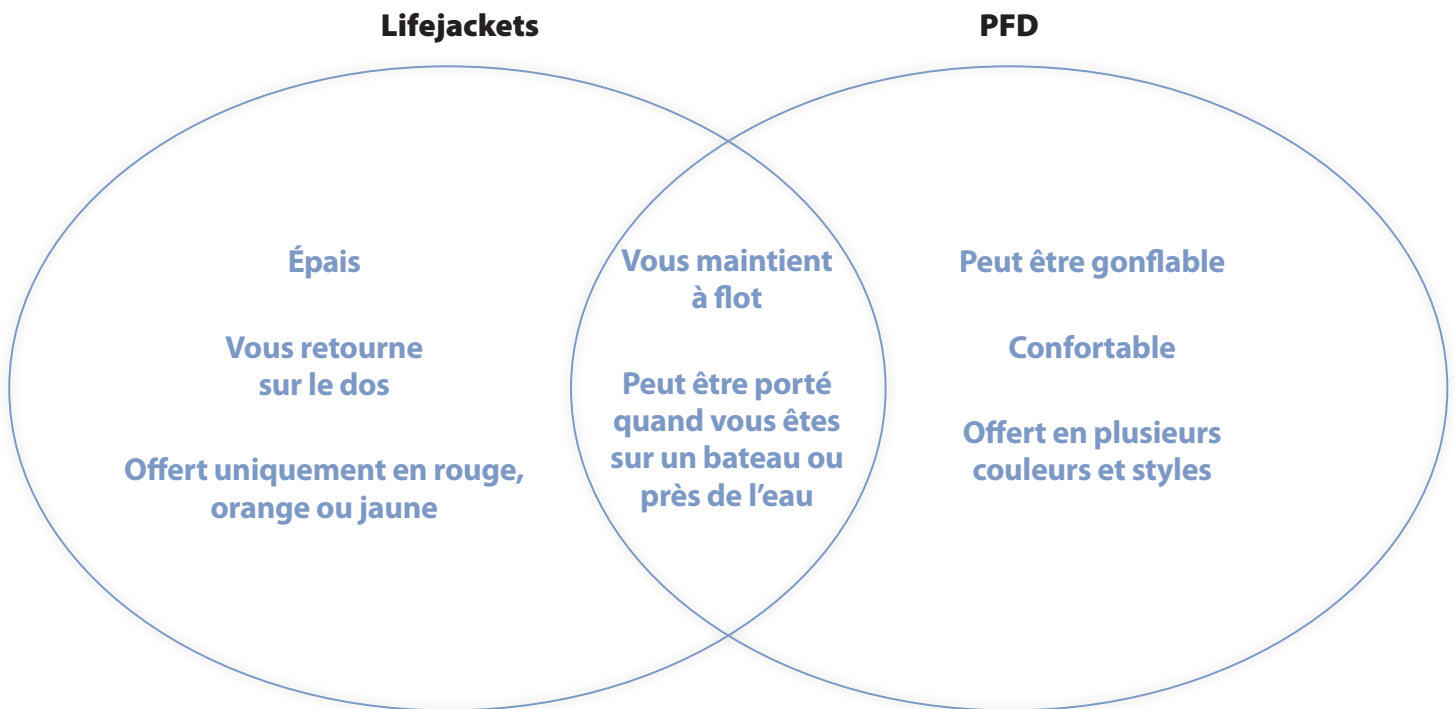 Lifejackets
PFD
Épais
Vous retourne
sur le dos
Offert uniquement en rouge,
orange ou jaune
Vous maintient
à flot
Peut être porté
quand vous êtes
sur un bateau ou
près de l’eau
Peut être gonflable
Confortable
Offert en plusieurs
couleurs et styles